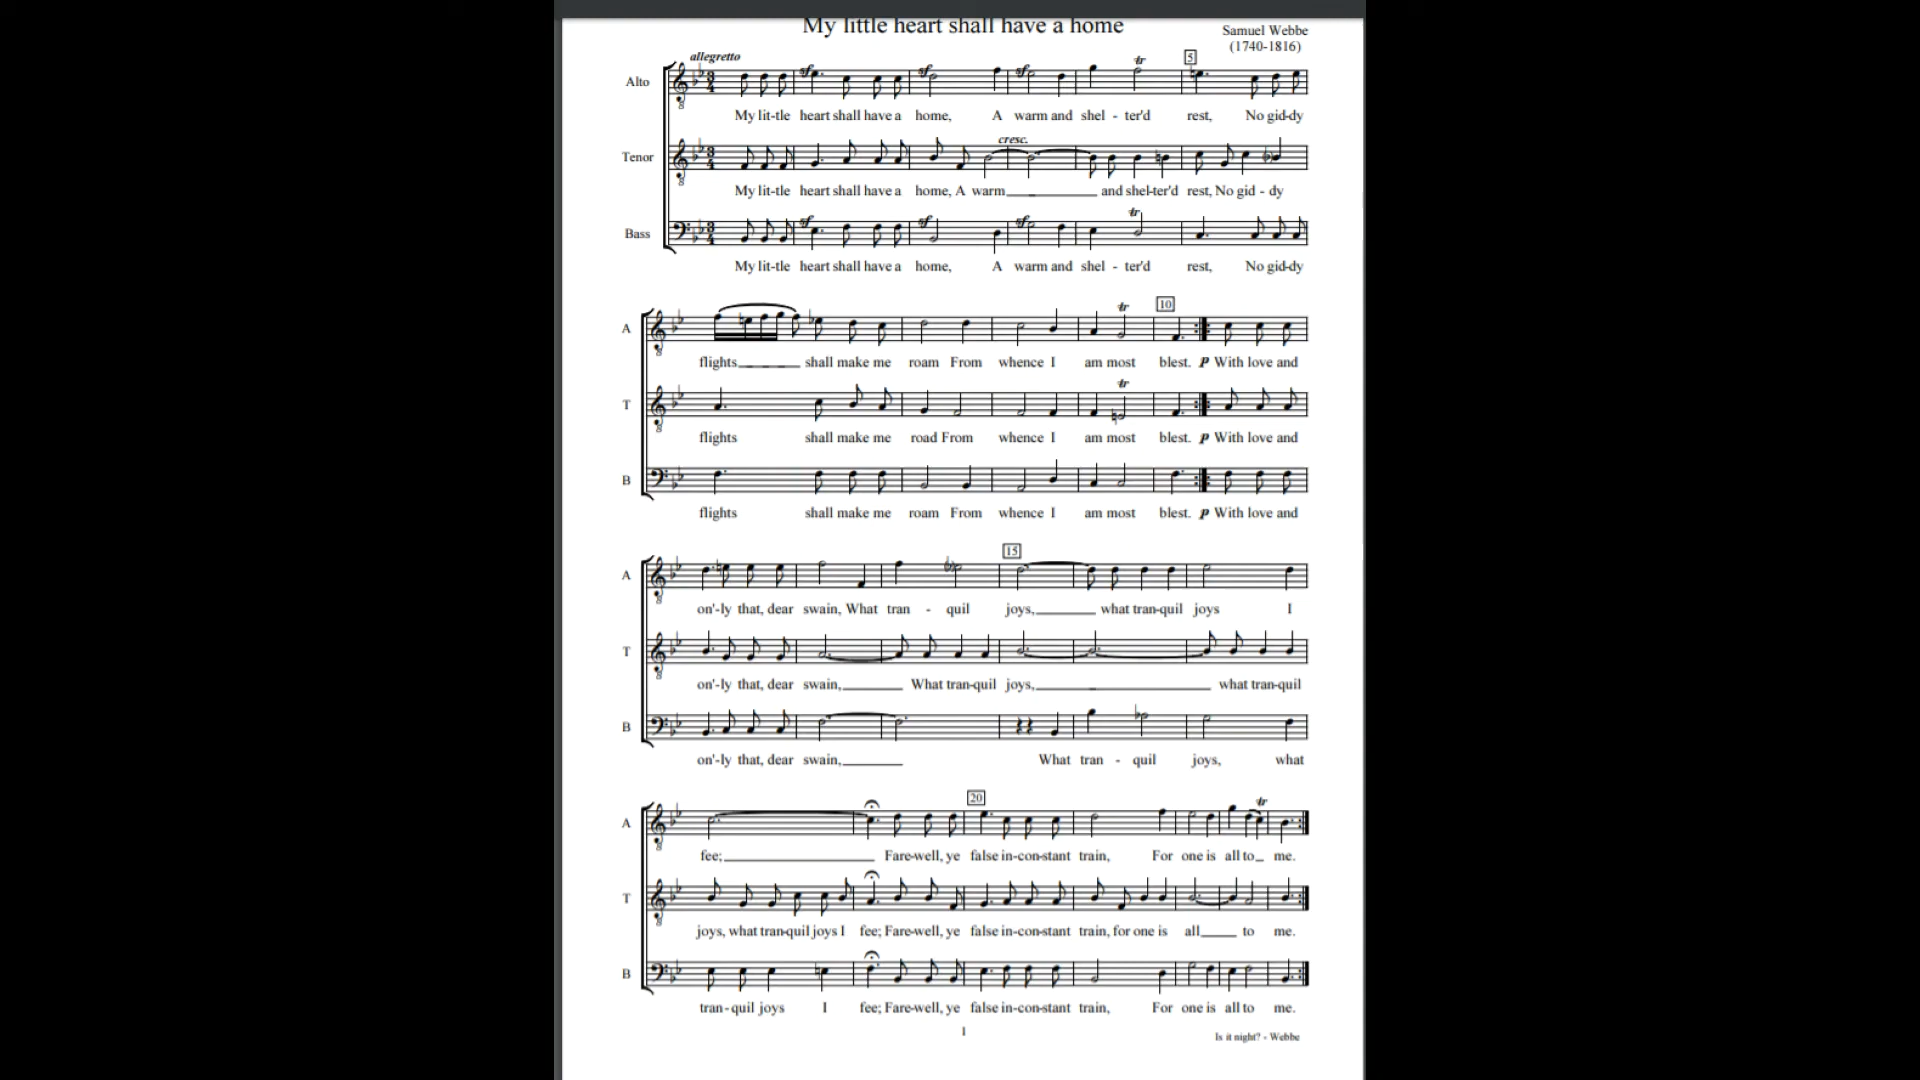 My little heart shall have a home
Samuel Webbe
(1740-1816)
allegretto
5
Alto
My lit-tle heart shall have a home, A warm and shel - ter'd rest, No gid-dy
cresc.
Tenor
My lit-tle heart shall have a home, A warm and shel-ter'd rest, No gid - dy
Bass
My lit-tle heart shall have a home, A warm and shel - ter'd rest, No gid-dy
10
A
flights shall make me roam From whence I am most blest. p With love and
T
flights shall make me road From whence I am most blest. p With love and
B
flights shall make me roam From whence I am most blest. p With love and
15
A
on'-ly that, dear swain, What tran - quil joys, what tran-quil joys I
T
on'-ly that, dear swain, What tran-quil joys, what tran-quil
B
on'-ly that, dear swain, What tran - quil joys, what
20
A
fee; Fare-well, ye false in-con-stant train, For one is all to me.
T
joys, what tran-quil joys I fee; Fare-well, ye false in-con-stant train, for one is all to me.
B
tran-quil joys I fee; Fare-well, ye false in-con-stant train, For one is all to me.
1
Is it night? - Webbe